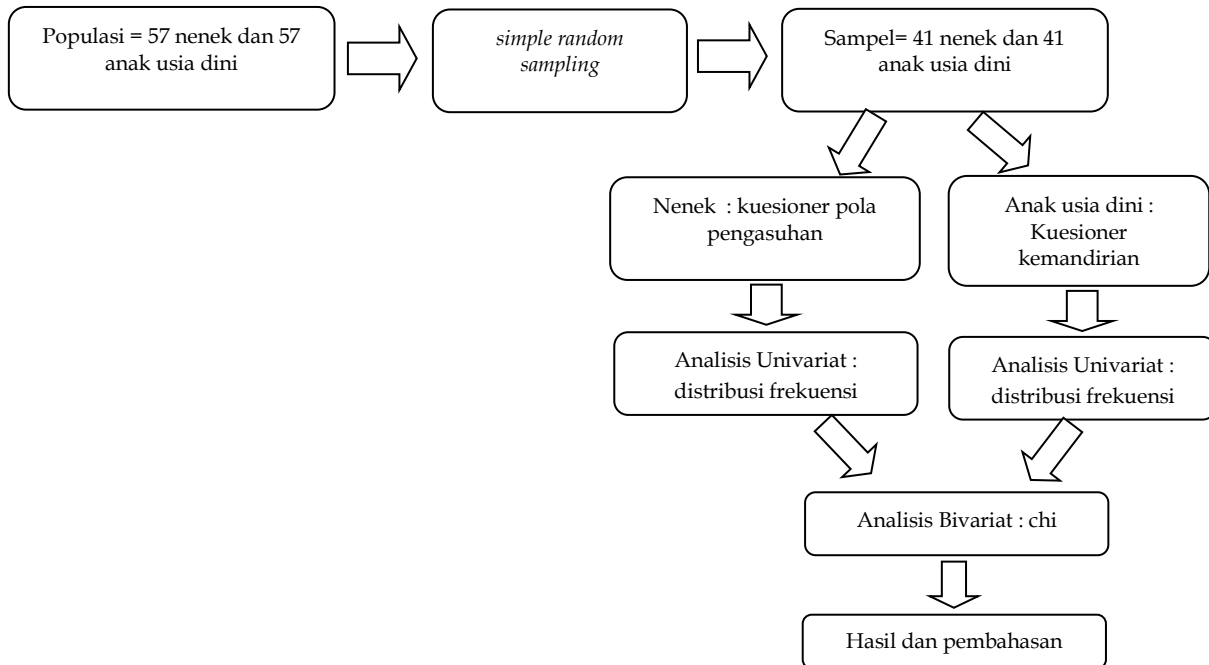 Populasi = 57 nenek dan 57
anak usia dini
simple random
sampling
Sampel= 41 nenek dan 41
anak usia dini
Nenek : kuesioner pola
pengasuhan
Anak usia dini :
Kuesioner
kemandirian
Analisis Univariat :
distribusi frekuensi
Analisis Univariat :
distribusi frekuensi
Analisis Bivariat : chi
Hasil dan pembahasan